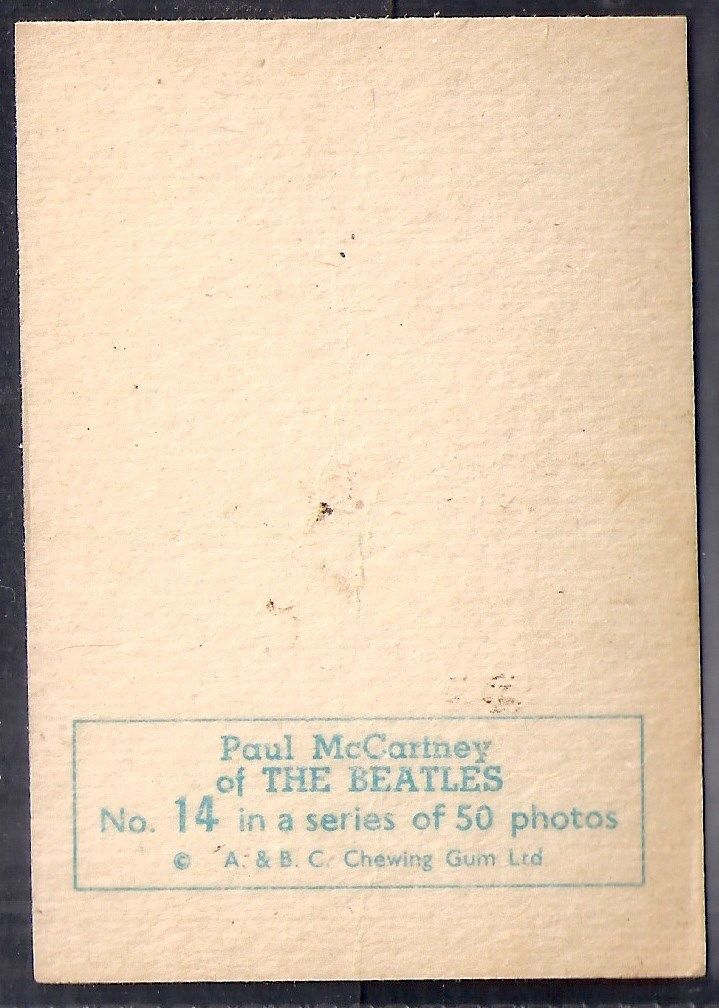 Paul McCartney
of THE BEATLES
No. 14 in a series of 50 photos
© A. & B. C. Chewing Gum Ltd